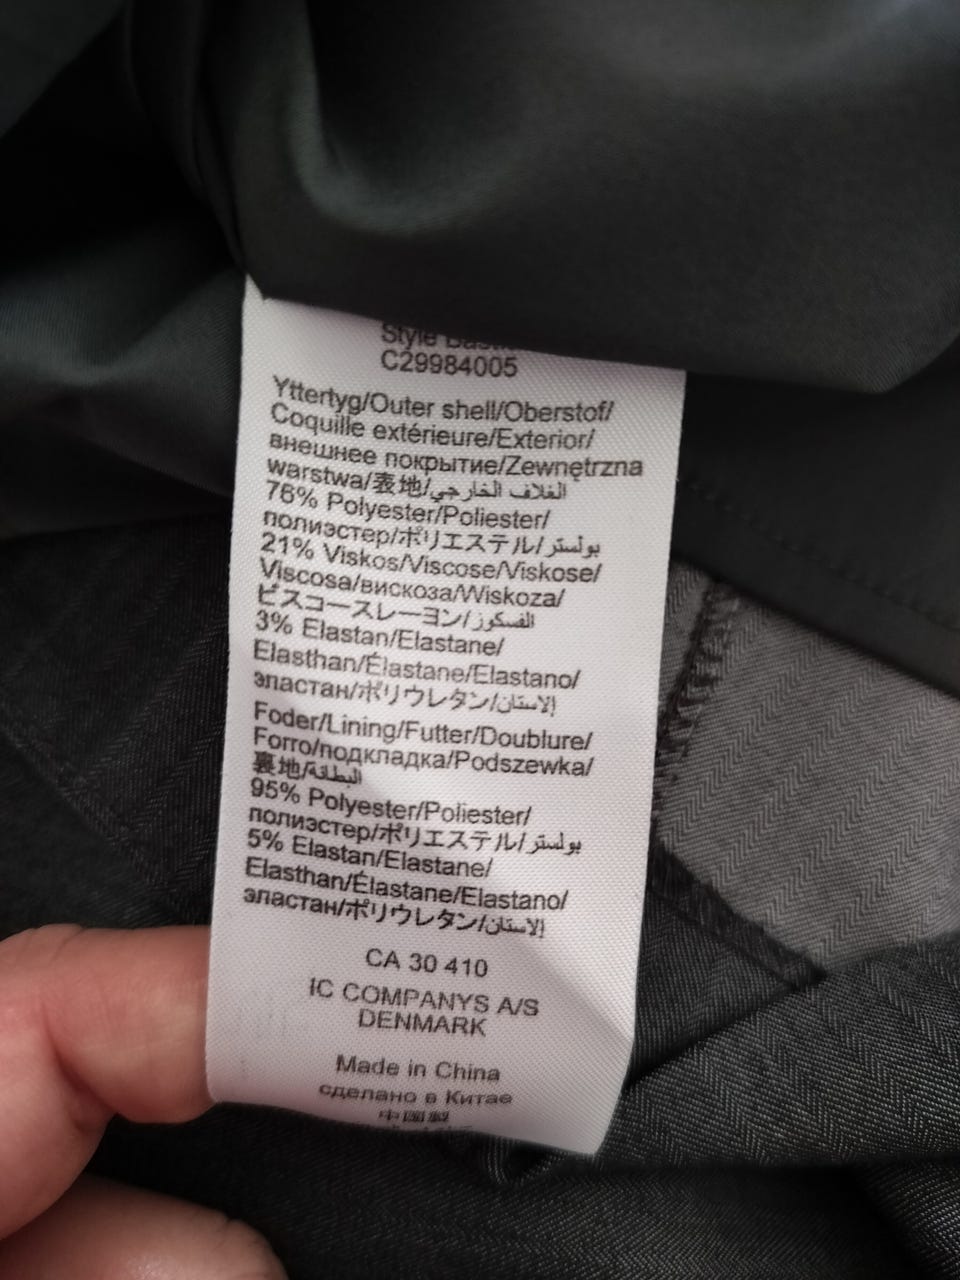 Style
C29984005
Yttertyg/Outer shell/Oberstof/
Coquille extérieure/Exterior/
внешнее покрытие/Zewnętrzna
warstwa/表地/الغلاف الخارجي
76% Polyester/Poliester/
полиэстер/ポリエステル/بولستر
21% Viskos/Viscose/Viskose/
Viscosa/вискоза/Wiskoza/
ビスコースレーヨン/الفسكوز
3% Elastan/Elastane/
Elasthan/Élastane/Elastano/
эластан/ポリウレタン/الاستان
Foder/Lining/Futter/Doublure/
Forro/подкладка/Podszewka/
裏地/البطانة
95% Polyester/Poliester/
полиэстер/ポリエステル/بولستر
5% Elastan/Elastane/
Elasthan/Élastane/Elastano/
эластан/ポリウレタン/الاستان
CA 30 410
IC COMPANYS A/S
DENMARK
Made in China
сделано в Китае
中国製